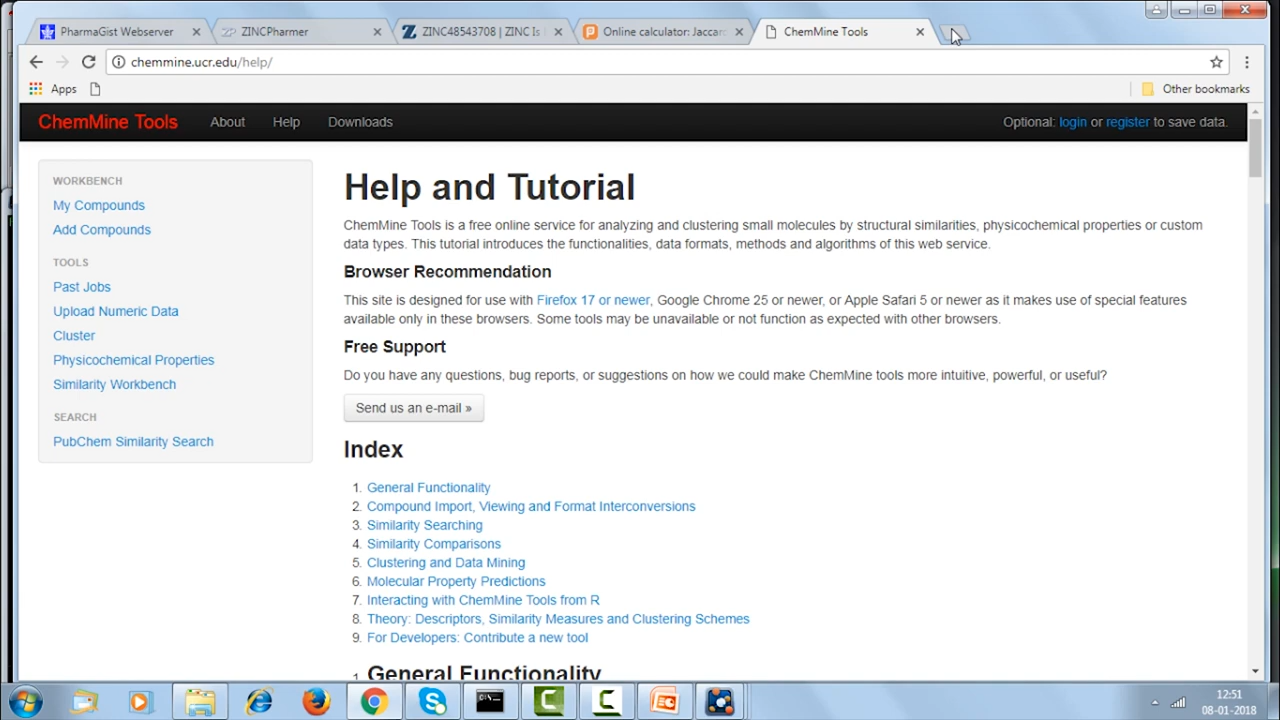 PharmaGist Webserver
ZINCPharmer
ZINC48543708 | ZINC Is
Online calculator: Jaccar
ChemMine Tools
chemmine.ucr.edu/help/
Apps
Other bookmarks
ChemMine Tools About Help Downloads Optional: login or register to save data.
WORKBENCH
My Compounds
Add Compounds
TOOLS
Past Jobs
Upload Numeric Data
Cluster
Physicochemical Properties
Similarity Workbench
SEARCH
PubChem Similarity Search
Help and Tutorial
ChemMine Tools is a free online service for analyzing and clustering small molecules by structural similarities, physicochemical properties or custom
data types. This tutorial introduces the functionalities, data formats, methods and algorithms of this web service.
Browser Recommendation
This site is designed for use with Firefox 17 or newer, Google Chrome 25 or newer, or Apple Safari 5 or newer as it makes use of special features
available only in these browsers. Some tools may be unavailable or not function as expected with other browsers.
Free Support
Do you have any questions, bug reports, or suggestions on how we could make ChemMine tools more intuitive, powerful, or useful?
Send us an e-mail »
Index
1. General Functionality
2. Compound Import, Viewing and Format Interconversions
3. Similarity Searching
4. Similarity Comparisons
5. Clustering and Data Mining
6. Molecular Property Predictions
7. Interacting with ChemMine Tools from R
8. Theory: Descriptors, Similarity Measures and Clustering Schemes
9. For Developers: Contribute a new tool
1. General Functionality
12:51
08-01-2018